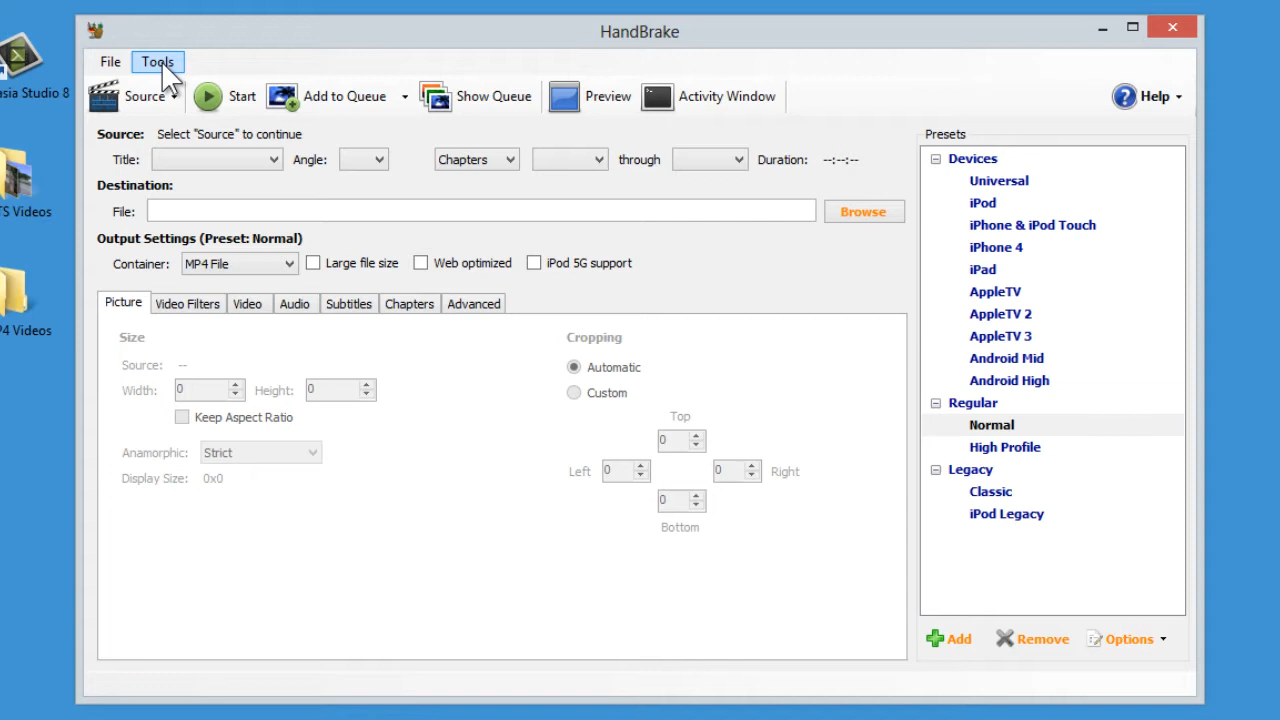 HandBrake
File Tools
Source Start Add to Queue Show Queue Preview Activity Window Help
asia Studio 8
TS Videos
P4 Videos
Source: Select "Source" to continue
Title: Angle: Chapters through Duration: --:--:--
Destination:
File: Browse
Output Settings (Preset: Normal)
Container: MP4 File Large file size Web optimized iPod 5G support
Picture Video Filters Video Audio Subtitles Chapters Advanced
Size
Source: --
Width: 0 Height: 0
Keep Aspect Ratio
Anamorphic: Strict
Display Size: 0x0
Cropping
Automatic
Custom
Top
0
Left 0 0 Right
0
Bottom
Presets
Devices
Universal
iPod
iPhone & iPod Touch
iPhone 4
iPad
AppleTV
AppleTV 2
AppleTV 3
Android Mid
Android High
Regular
Normal
High Profile
Legacy
Classic
iPod Legacy
Add Remove Options